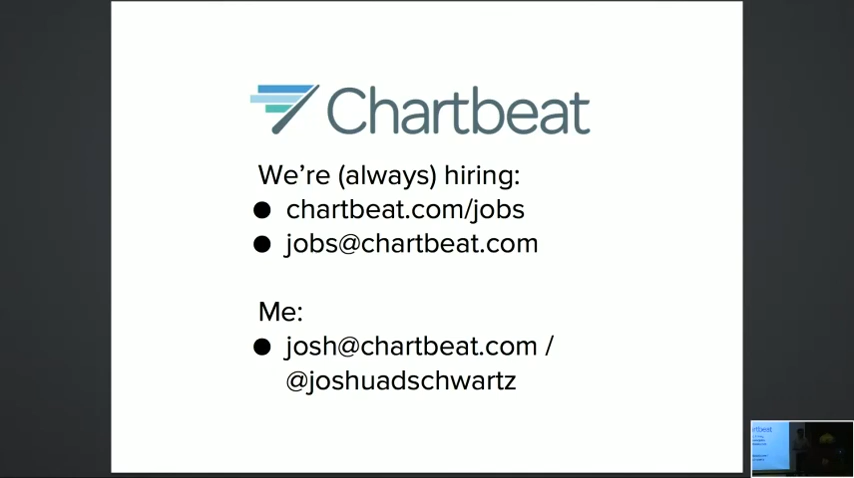 Chartbeat
We're (always) hiring:
● chartbeat.com/jobs
● jobs@chartbeat.com
Me:
● josh@chartbeat.com /
@joshuadschwartz